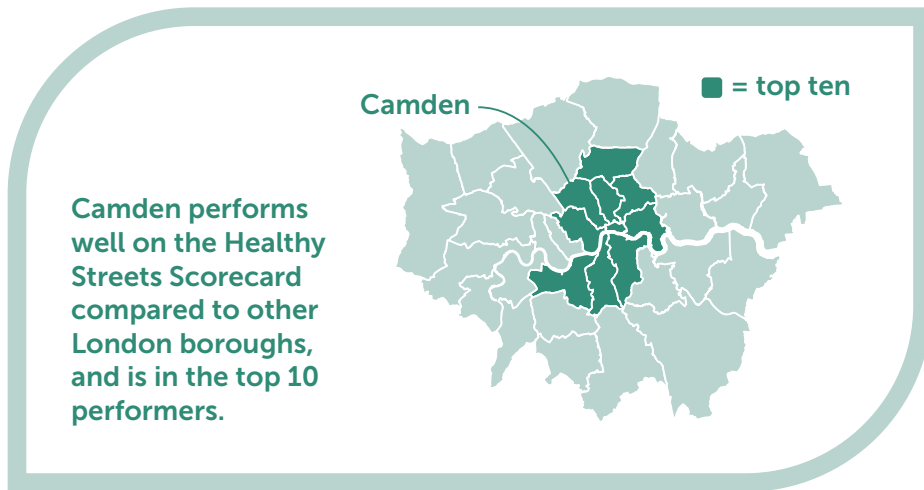 = top ten
Camden
Camden performs
well on the Healthy
Streets Scorecard
compared to other
London boroughs,
and is in the top 10
performers.